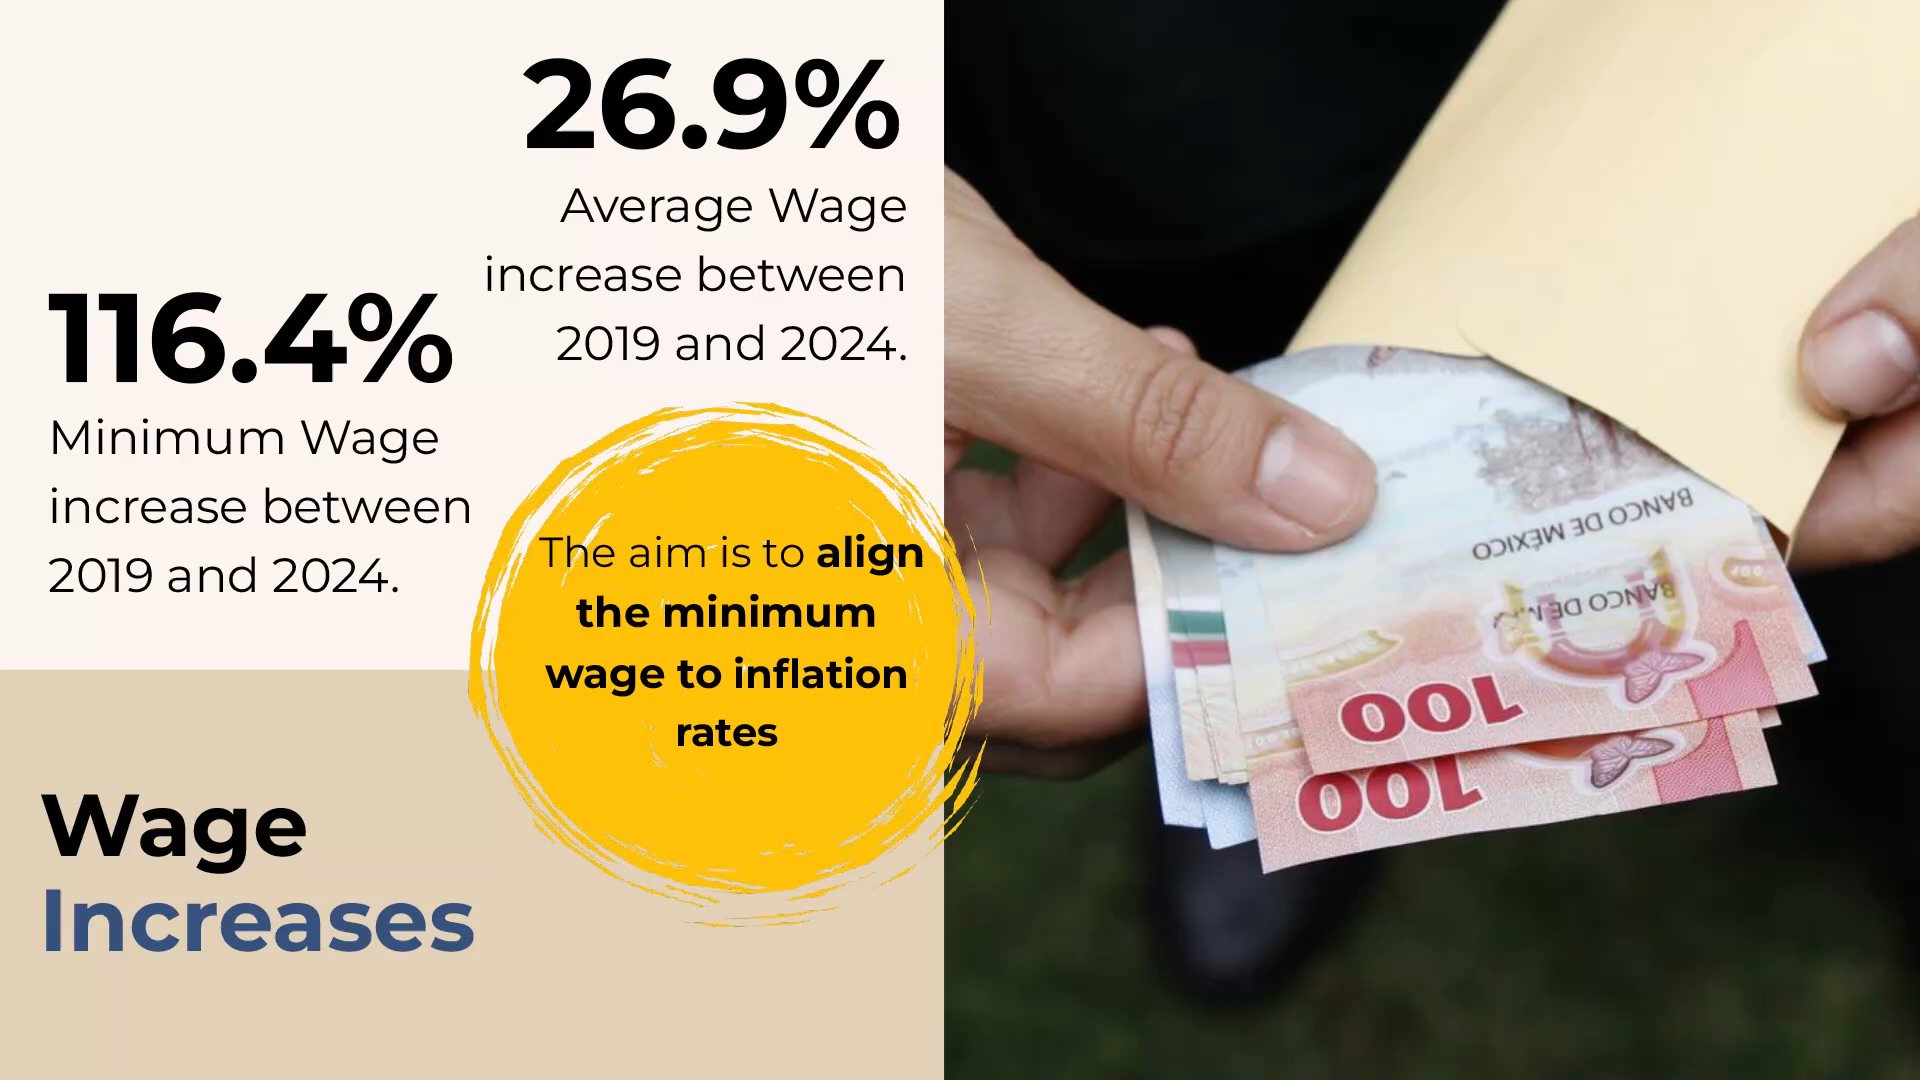 26.9%
Average Wage
increase between
2019 and 2024.
116.4%
Minimum Wage
increase between
2019 and 2024.
The aim is to align
the minimum
wage to inflation
rates
Wage
Increases
BANCO DE MÉXICO
BANCO DE
100
100